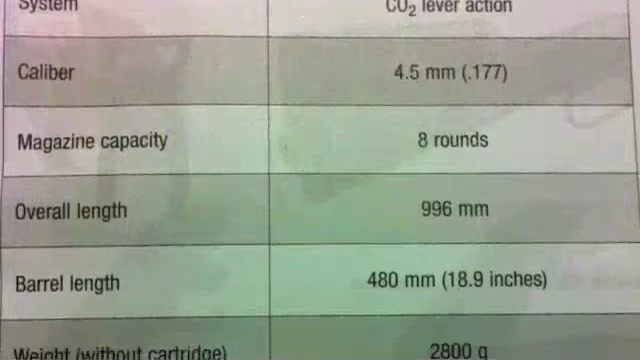 System CO₂ lever action
Caliber 4.5 mm (.177)
Magazine capacity 8 rounds
Overall length 996 mm
Barrel length 480 mm (18.9 inches)
Weight (without cartridge) 2800 g